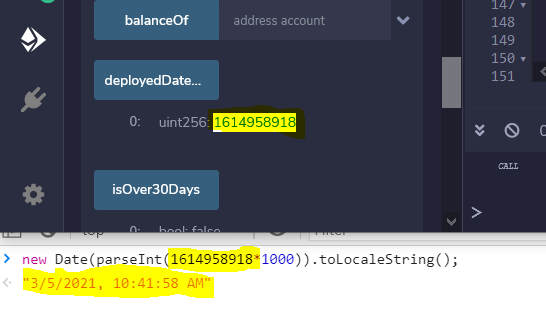 balanceOf
address account
147
148
149
150
151
deployedDate...
0:
uint256: 1614958918
0
CALL
isOver30Days
>
0: bool: false
top
Filter
> new Date(parseInt(1614958918*1000)).toLocaleString();
"3/5/2021, 10:41:58 AM"